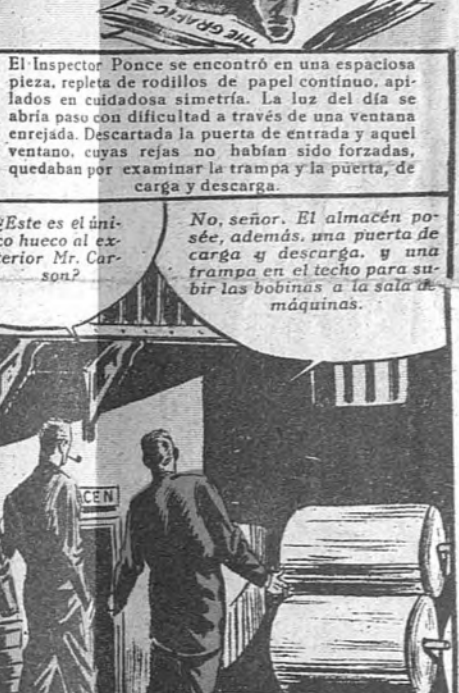 THE GRAFIC
El Inspector Ponce se encontró en una espaciosa
pieza, repleta de rodillos de papel contínuo, api-
lados en cuidadosa simetría. La luz del día se
abría paso con dificultad a través de una ventana
enrejada. Descartada la puerta de entrada y aquel
ventano, cuyas rejas no habían sido forzadas,
quedaban por examinar la trampa y la puerta, de
carga y descarga.
¿Este es el úni-
co hueco al ex-
terior Mr. Car-
son?
No, señor. El almacén po-
sée, además, una puerta de
carga y descarga, y una
trampa en el techo para su-
bir las bobinas a la sala de
máquinas.
CEN